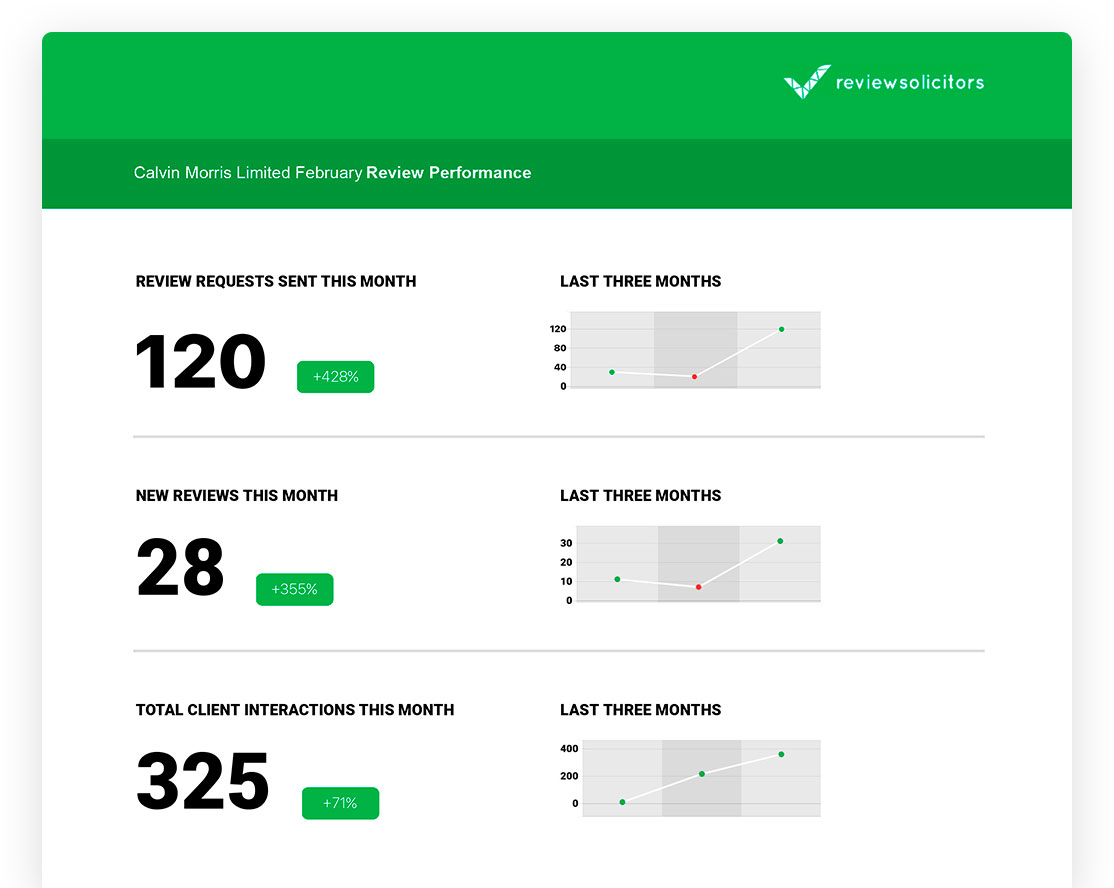 reviewsolicitors
Calvin Morris Limited February Review Performance
REVIEW REQUESTS SENT THIS MONTH
120
+428%
LAST THREE MONTHS
120
80
40
0
NEW REVIEWS THIS MONTH
28
+355%
LAST THREE MONTHS
30
20
10
0
TOTAL CLIENT INTERACTIONS THIS MONTH
325
+71%
LAST THREE MONTHS
400
200
0